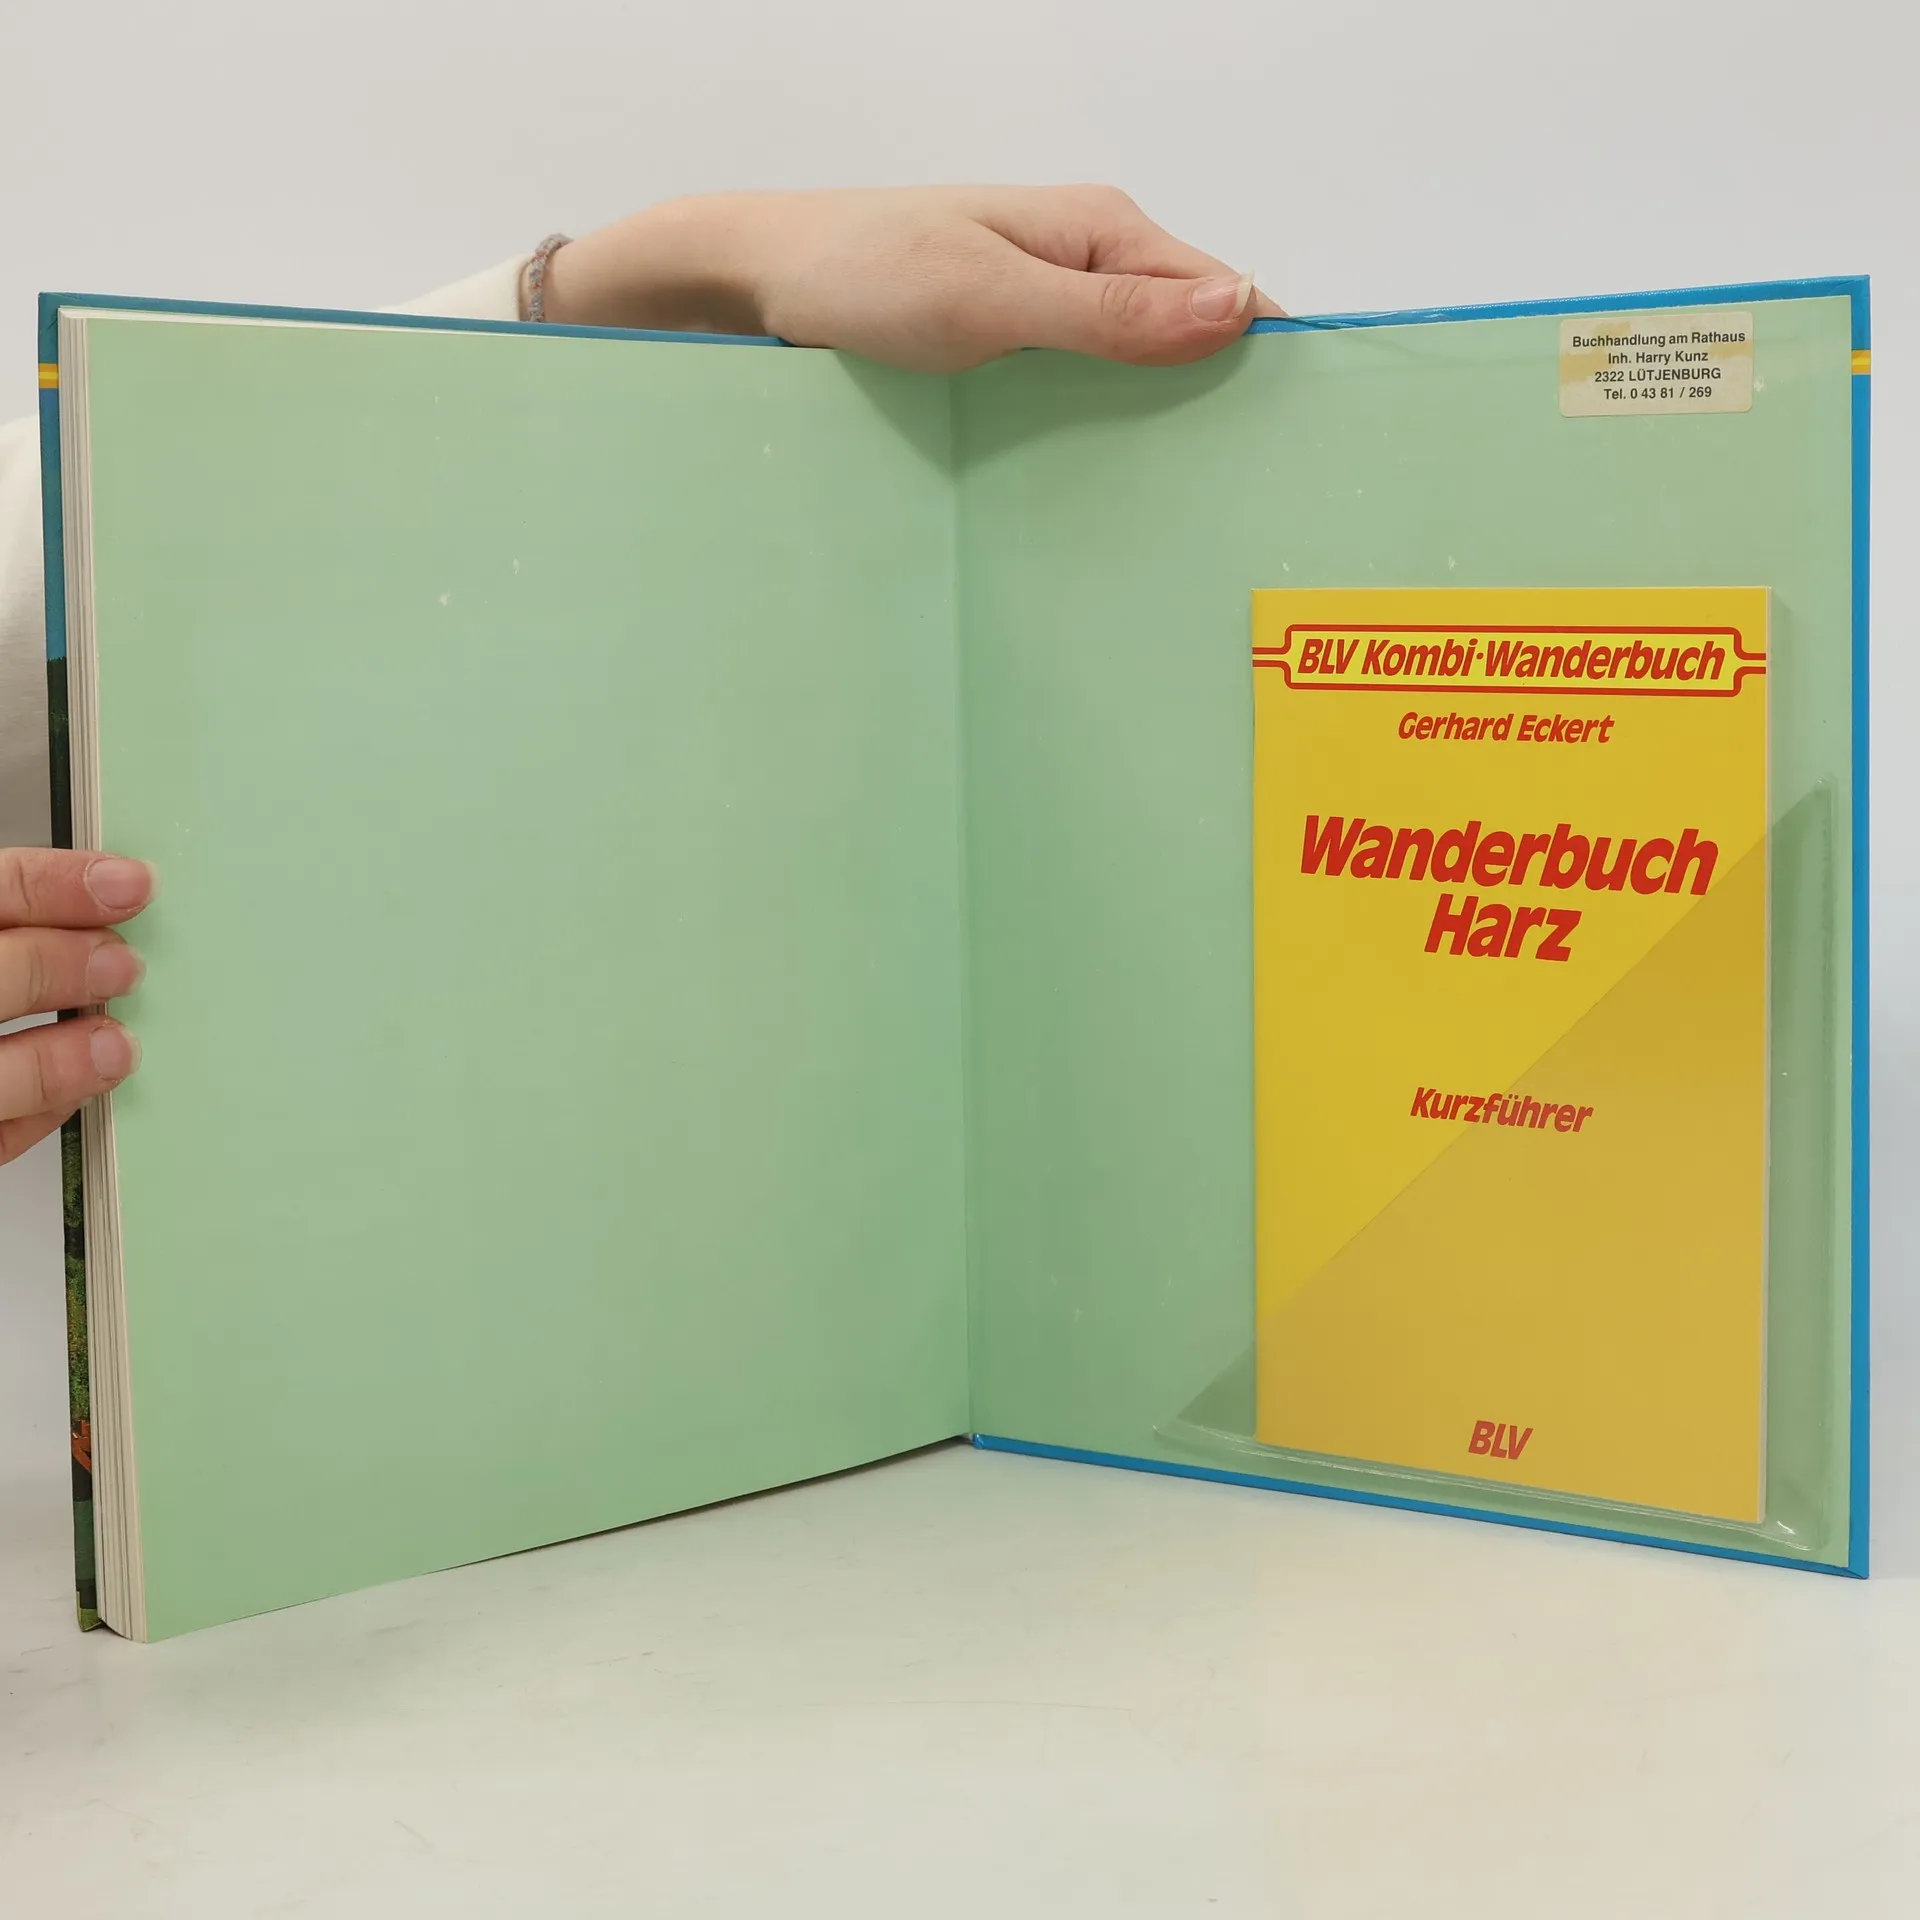 Buchhandlung am Rathaus
Inh. Harry Kunz
2322 LÜTJENBURG
Tel. 0 43 81 / 269
BLV Kombi-Wanderbuch
Gerhard Eckert
Wanderbuch
Harz
Kurzführer
BLV